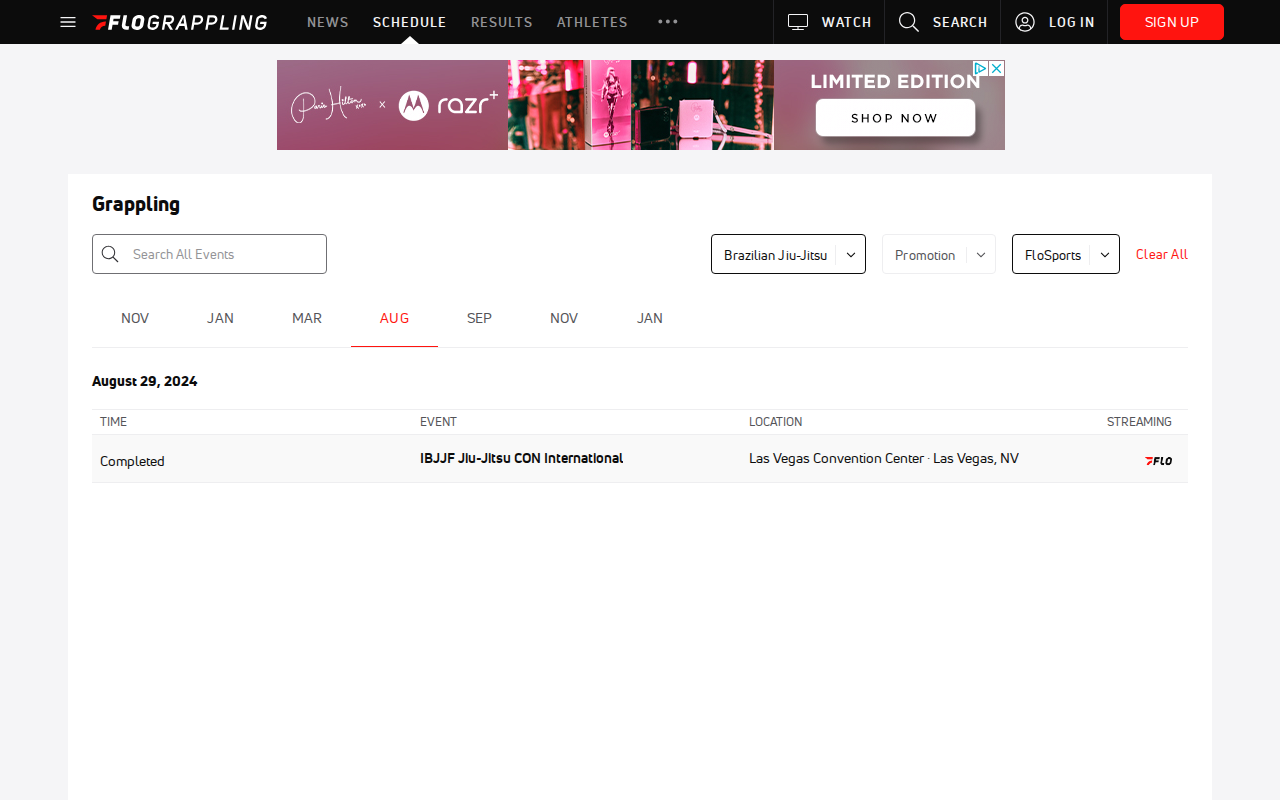 FLOGRAPPLING
NEWS
SCHEDULE
RESULTS
ATHLETES
WATCH
SEARCH
LOG IN
SIGN UP
Paris Hilton x razr+
LIMITED EDITION
SHOP NOW
Grappling
Search All Events
Brazilian Jiu-Jitsu
Promotion
FloSports
Clear All
NOV
JAN
MAR
AUG
SEP
NOV
JAN
August 29, 2024
TIME
EVENT
LOCATION
STREAMING
Completed
IBJJF Jiu-Jitsu CON International
Las Vegas Convention Center · Las Vegas, NV
FLO